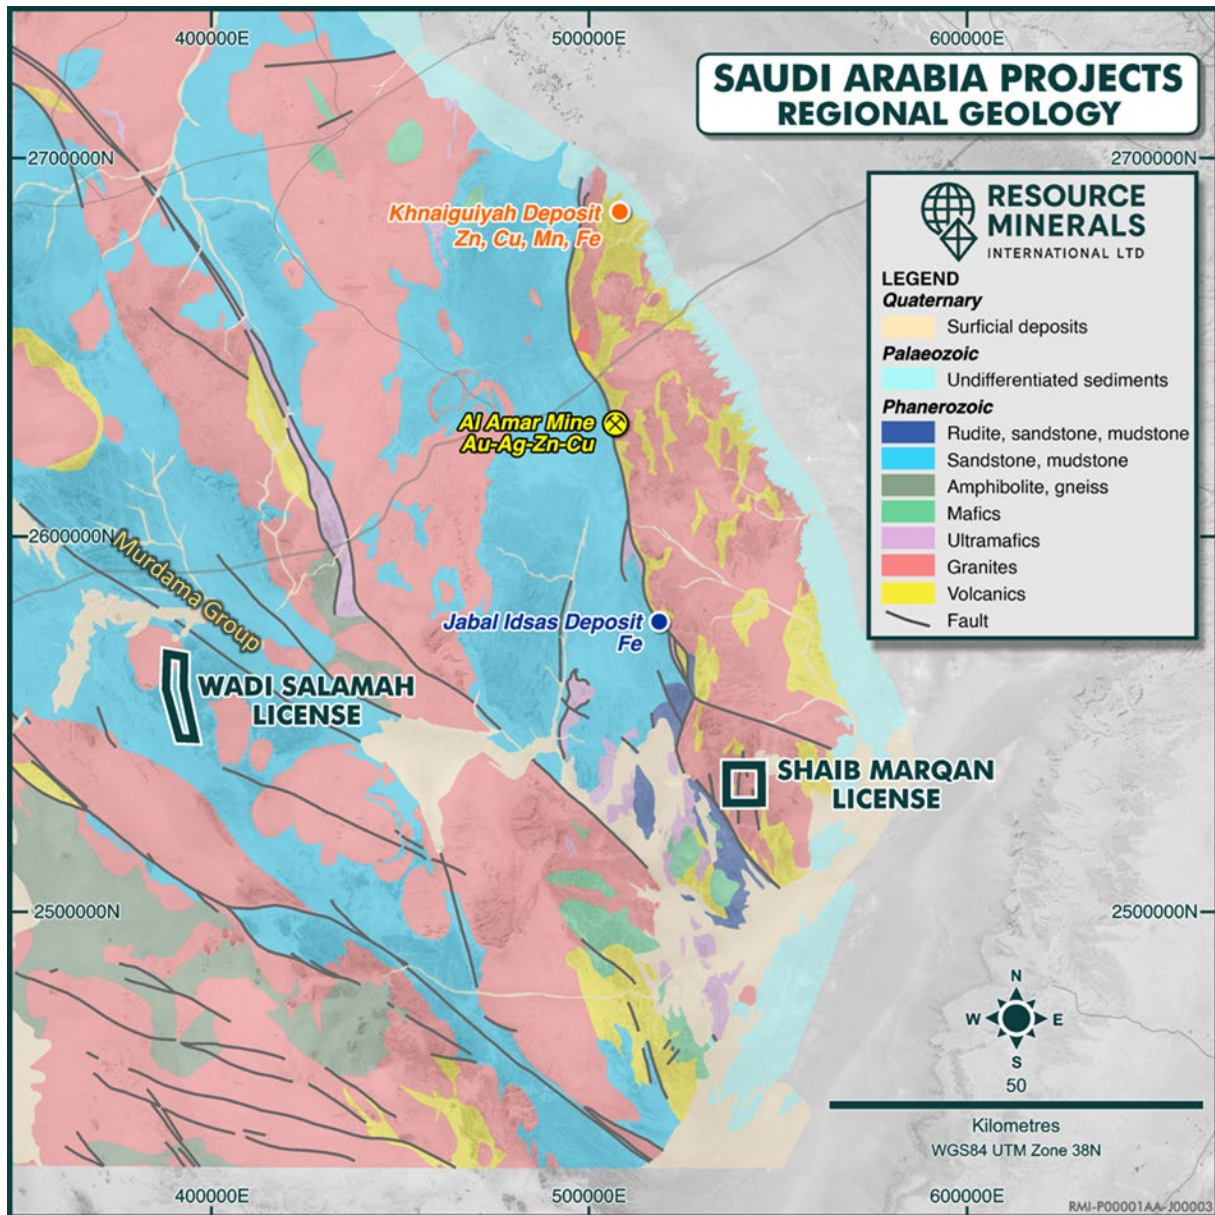 400000E
500000E
600000E
SAUDI ARABIA PROJECTS
REGIONAL GEOLOGY
2700000N
2700000N
RESOURCE
MINERALS
INTERNATIONAL LTD
LEGEND
Quaternary
Surficial deposits
Palaeozoic
Undifferentiated sediments
Phanerozoic
Rudite, sandstone, mudstone
Sandstone, mudstone
Amphibolite, gneiss
Mafics
Ultramafics
Granites
Volcanics
Fault
Khnaiguiyah Deposit
Zn, Cu, Mn, Fe
Al Amar Mine
Au-Ag-Zn-Cu
2600000N
Murdama Group
Jabal Idsas Deposit
Fe
WADI SALAMAH
LICENSE
SHAIB MARQAN
LICENSE
2500000N
2500000N
N
W
E
S
50
Kilometres
WGS84 UTM Zone 38N
400000E
500000E
600000E
RMI-P00001AA-J00003